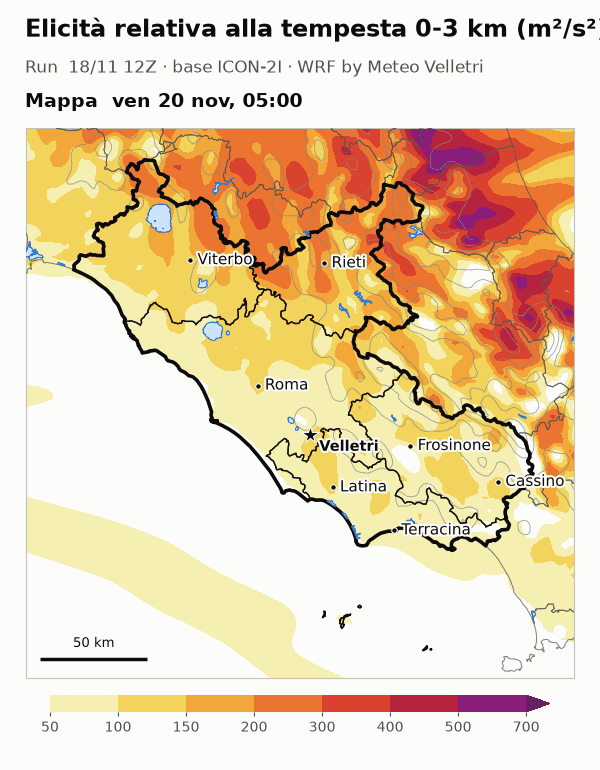 Elicità relativa alla tempesta 0-3 km (m²/s²)
Run  18/11 12Z · base ICON-2I · WRF by Meteo Velletri
Mappa  ven 20 nov, 05:00
Viterbo
Rieti
Roma
Velletri
Frosinone
Cassino
Latina
Terracina
50 km
50 100 150 200 300 400 500 700